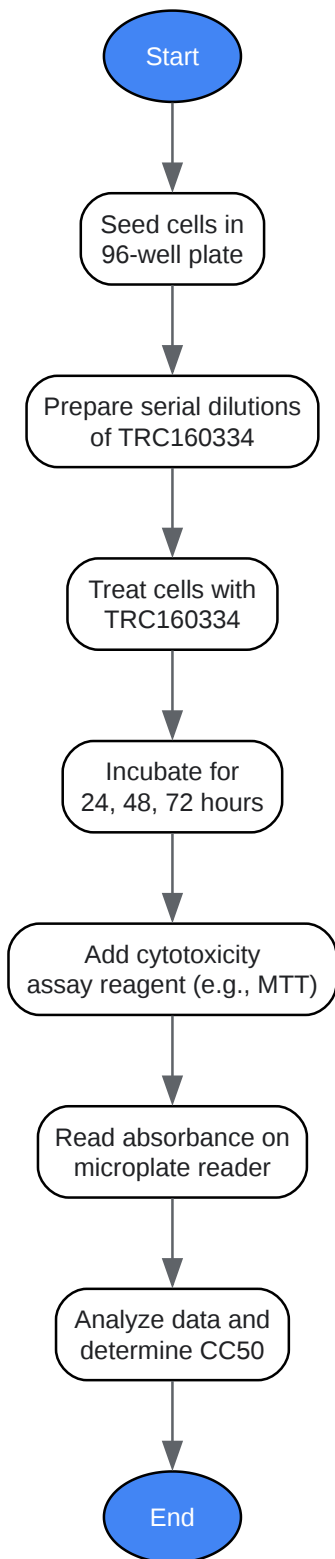 Start
Seed cells in
96-well plate
Prepare serial dilutions
of TRC160334
Treat cells with
TRC160334
Incubate for
24, 48, 72 hours
Add cytotoxicity
assay reagent (e.g., MTT)
Read absorbance on
microplate reader
Analyze data and
determine CC50
End